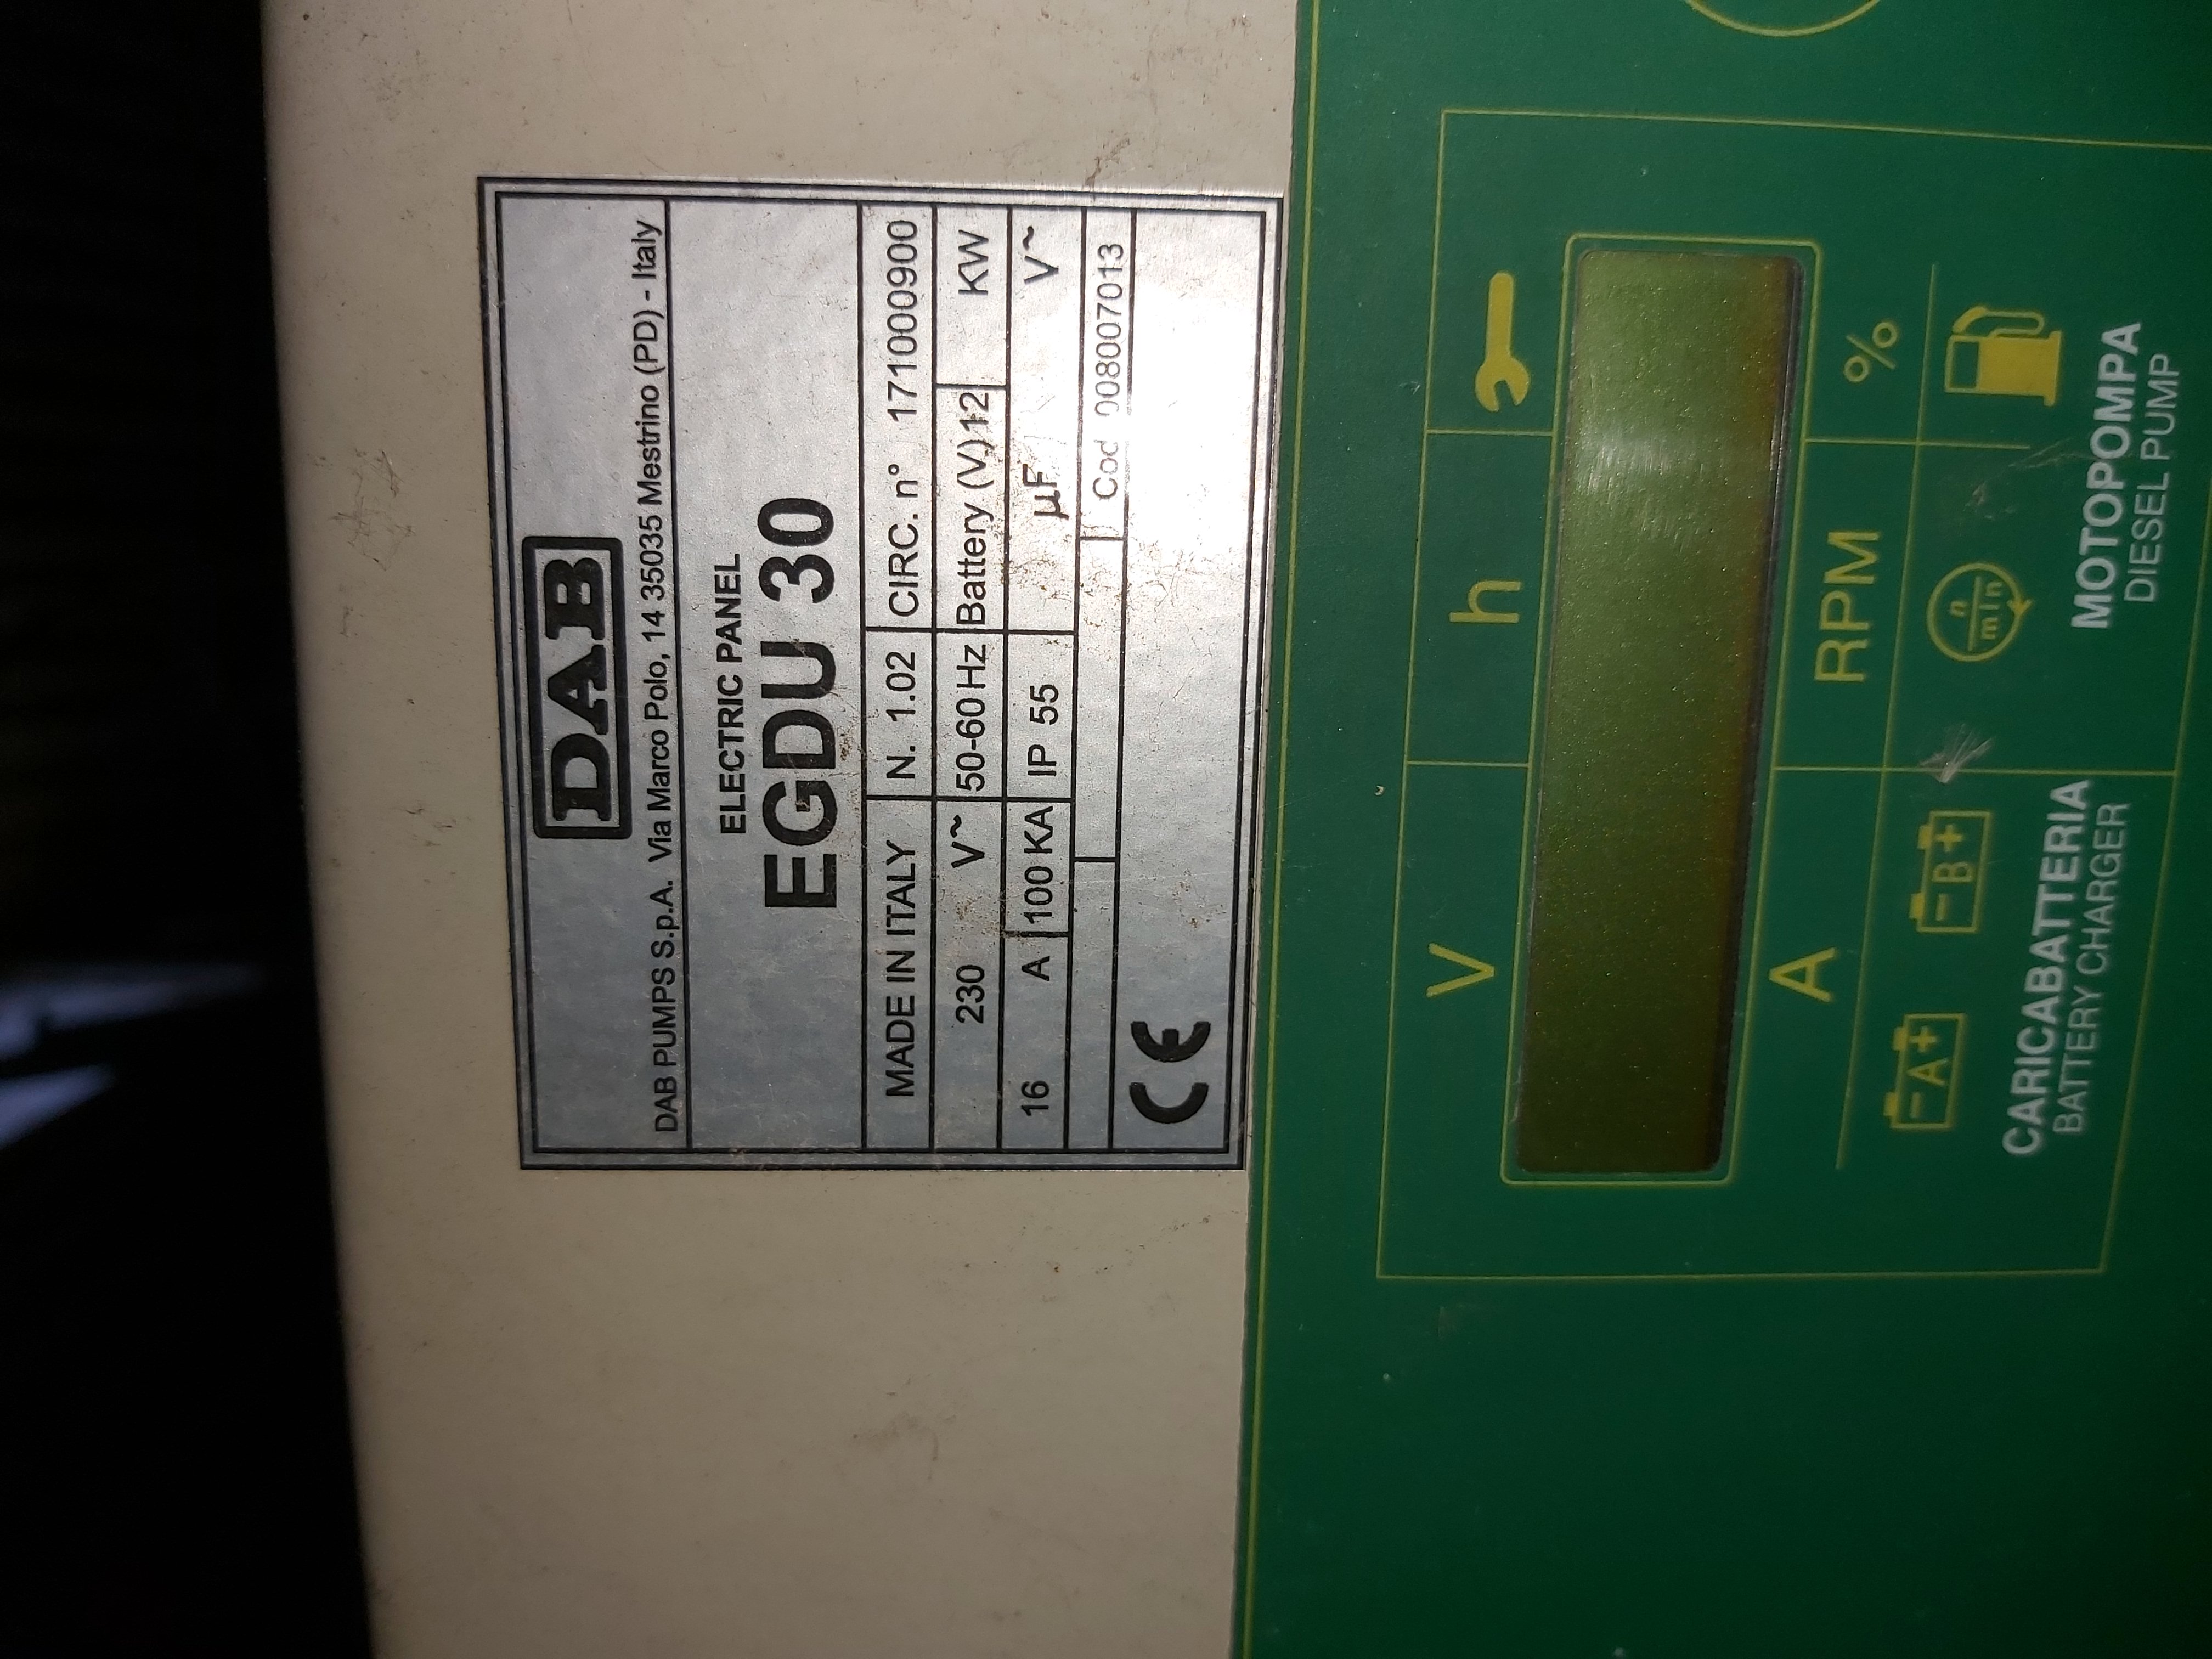 DAB
DAB PUMPS S.p.A. Via Marco Polo, 14 35035 Mestrino (PD) - Italy
ELECTRIC PANEL
EGDU 30
MADE IN ITALY N. 1.02 CIRC. n° 171000900
230 V~ 50-60 Hz Battery (V) 12 KW
16 A 100 KA IP 55 µF V~
Cod 008007013
CE
V h
A RPM %
-A+ -B+ n/min
CARICABATTERIA MOTOPOMPA
BATTERY CHARGER DIESEL PUMP